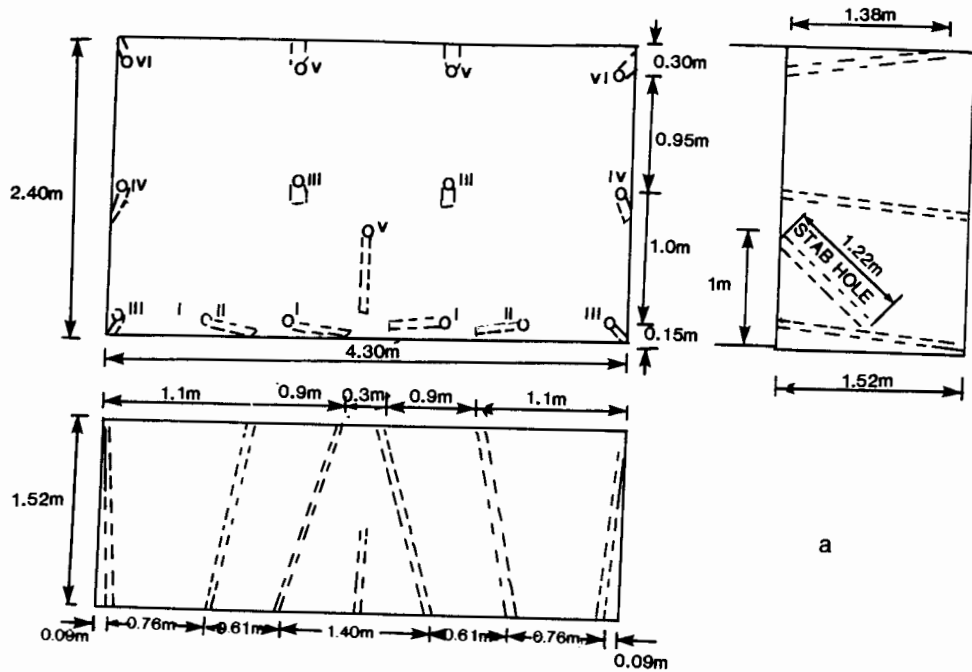 1.38m
0.30m
VI V V VI
0.95m
2.40m
IV III III IV
V
1.0m
1m
1.22m
STAB HOLE
III I II I I II III
0.15m
4.30m
1.52m
1.1m 0.9m 0.3m 0.9m 1.1m
1.52m
a
0.09m 0.76m 0.61m 1.40m 0.61m 0.76m 0.09m